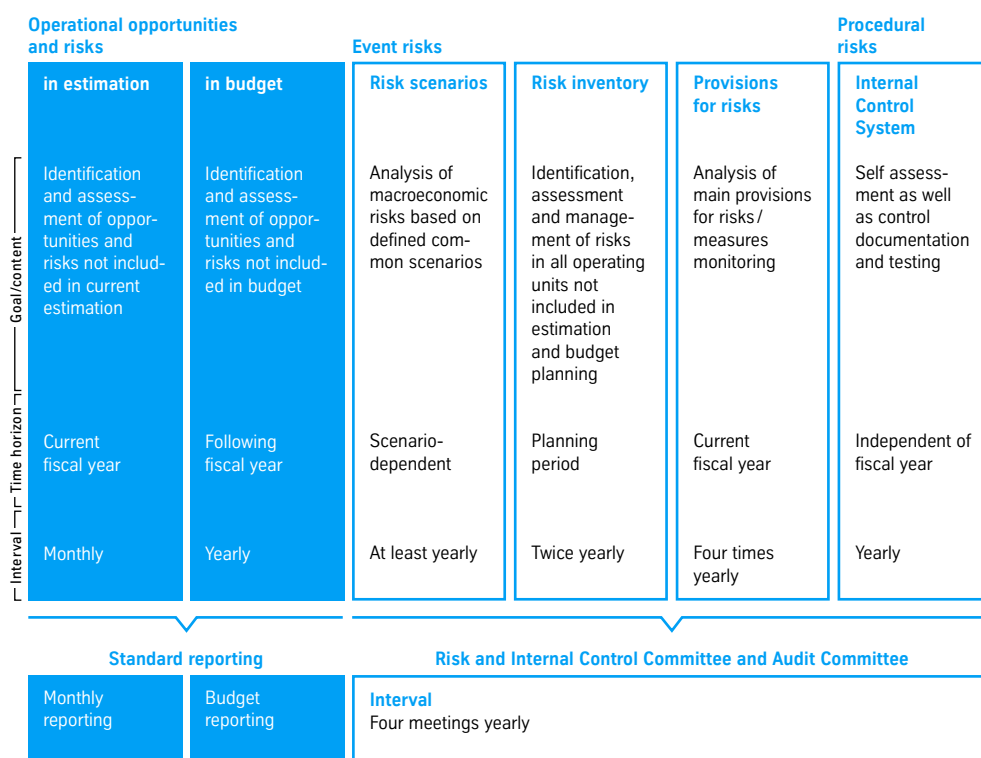 Operational opportunities
and risks
Event risks
Procedural
risks
in estimation
in budget
Risk scenarios
Risk inventory
Provisions
for risks
Internal
Control
System
Goal/content
Identification
and assess-
ment of oppor-
tunities and
risks not includ-
ed in current
estimation
Identification
and assess-
ment of oppor-
tunities and
risks not includ-
ed in budget
Analysis of
macroeconomic
risks based on
defined com-
mon scenarios
Identification,
assessment
and manage-
ment of risks
in all operating
units not
included in
estimation
and budget
planning
Analysis of
main provisions
for risks/
measures
monitoring
Self assess-
ment as well
as control
documentation
and testing
Time horizon
Current
fiscal year
Following
fiscal year
Scenario-
dependent
Planning
period
Current
fiscal year
Independent of
fiscal year
Interval
Monthly
Yearly
At least yearly
Twice yearly
Four times
yearly
Yearly
Standard reporting
Risk and Internal Control Committee and Audit Committee
Monthly
reporting
Budget
reporting
Interval
Four meetings yearly